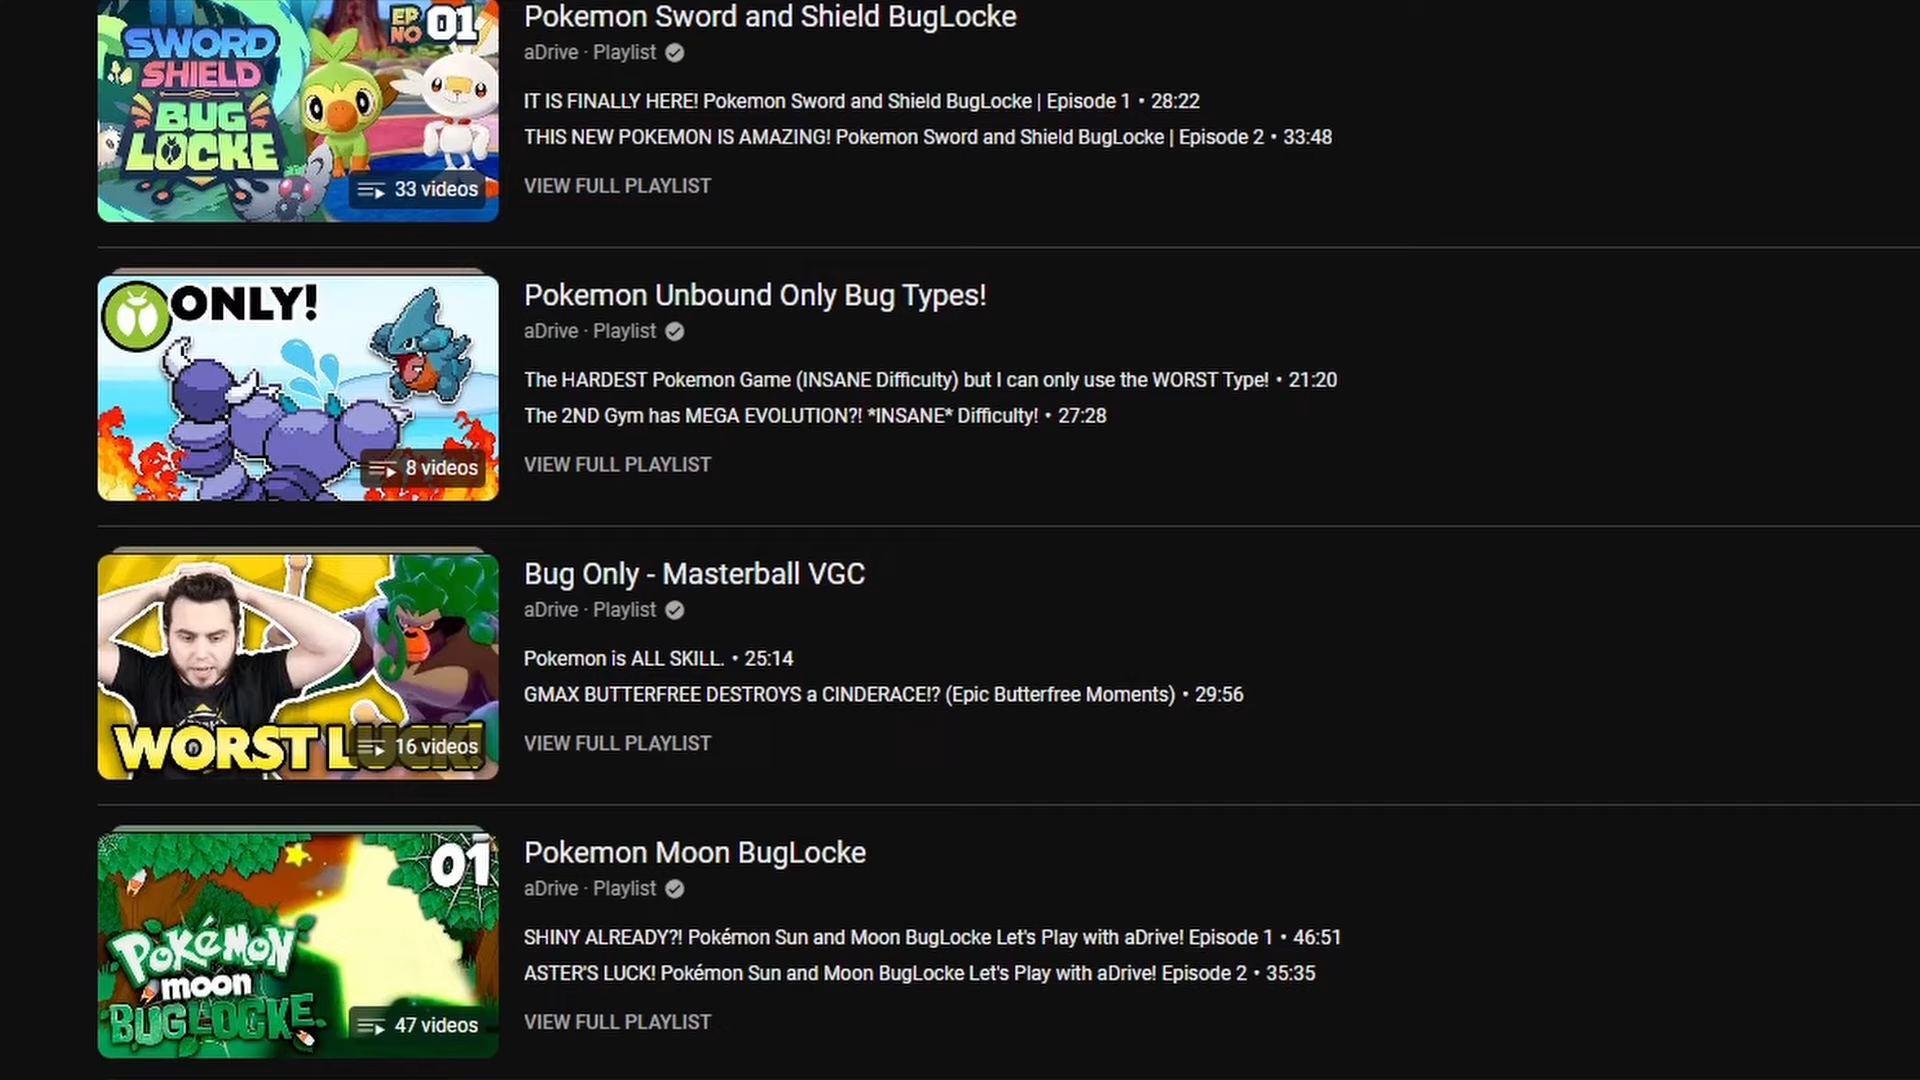 SWORD
SHIELD
BUG
LOCKE
EP
NO 01
33 videos
Pokemon Sword and Shield BugLocke
aDrive · Playlist
IT IS FINALLY HERE! Pokemon Sword and Shield BugLocke | Episode 1 • 28:22
THIS NEW POKEMON IS AMAZING! Pokemon Sword and Shield BugLocke | Episode 2 • 33:48
VIEW FULL PLAYLIST
ONLY!
8 videos
Pokemon Unbound Only Bug Types!
aDrive · Playlist
The HARDEST Pokemon Game (INSANE Difficulty) but I can only use the WORST Type! • 21:20
The 2ND Gym has MEGA EVOLUTION?! *INSANE* Difficulty! • 27:28
VIEW FULL PLAYLIST
WORST LUCK!
16 videos
Bug Only - Masterball VGC
aDrive · Playlist
Pokemon is ALL SKILL. • 25:14
GMAX BUTTERFREE DESTROYS a CINDERACE!? (Epic Butterfree Moments) • 29:56
VIEW FULL PLAYLIST
01
POKéMON
moon
BUGLOCKE
47 videos
Pokemon Moon BugLocke
aDrive · Playlist
SHINY ALREADY?! Pokémon Sun and Moon BugLocke Let's Play with aDrive! Episode 1 • 46:51
ASTER'S LUCK! Pokémon Sun and Moon BugLocke Let's Play with aDrive! Episode 2 • 35:35
VIEW FULL PLAYLIST